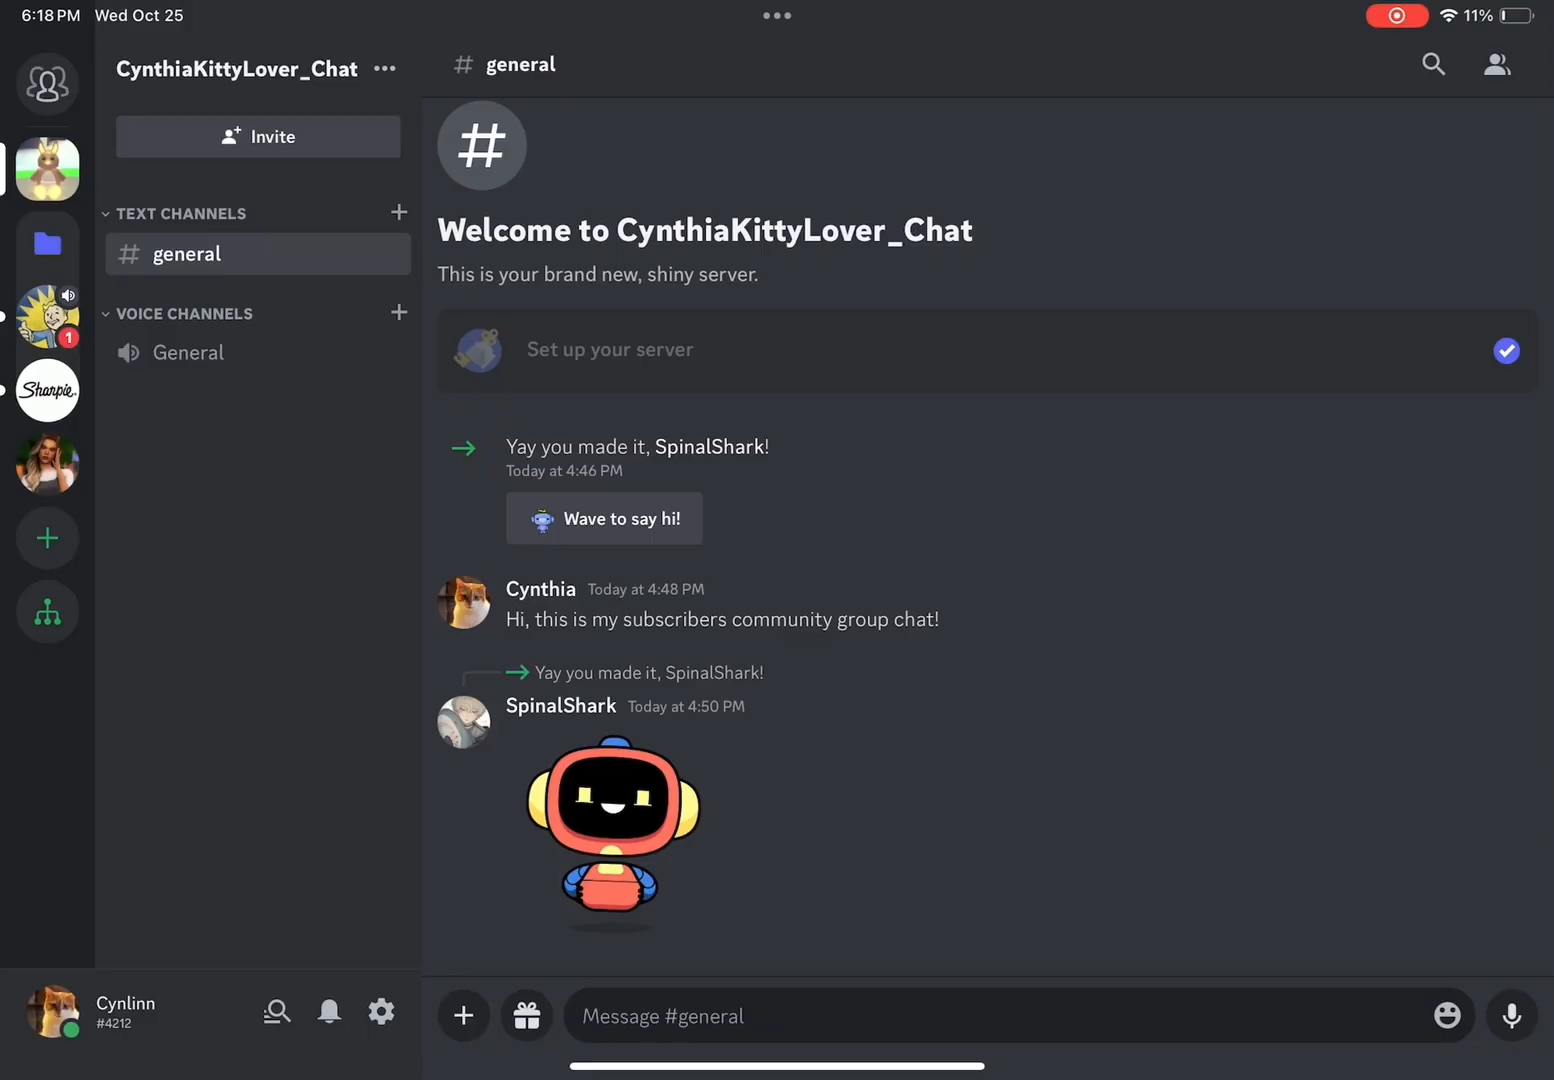 6:18 PM Wed Oct 25
11%
CynthiaKittyLover_Chat
Invite
TEXT CHANNELS
general
VOICE CHANNELS
General
1
Sharpie
Cynlinn
#4212
# general
#
Welcome to CynthiaKittyLover_Chat
This is your brand new, shiny server.
Set up your server
Yay you made it, SpinalShark!
Today at 4:46 PM
Wave to say hi!
Cynthia Today at 4:48 PM
Hi, this is my subscribers community group chat!
Yay you made it, SpinalShark!
SpinalShark Today at 4:50 PM
Message #general